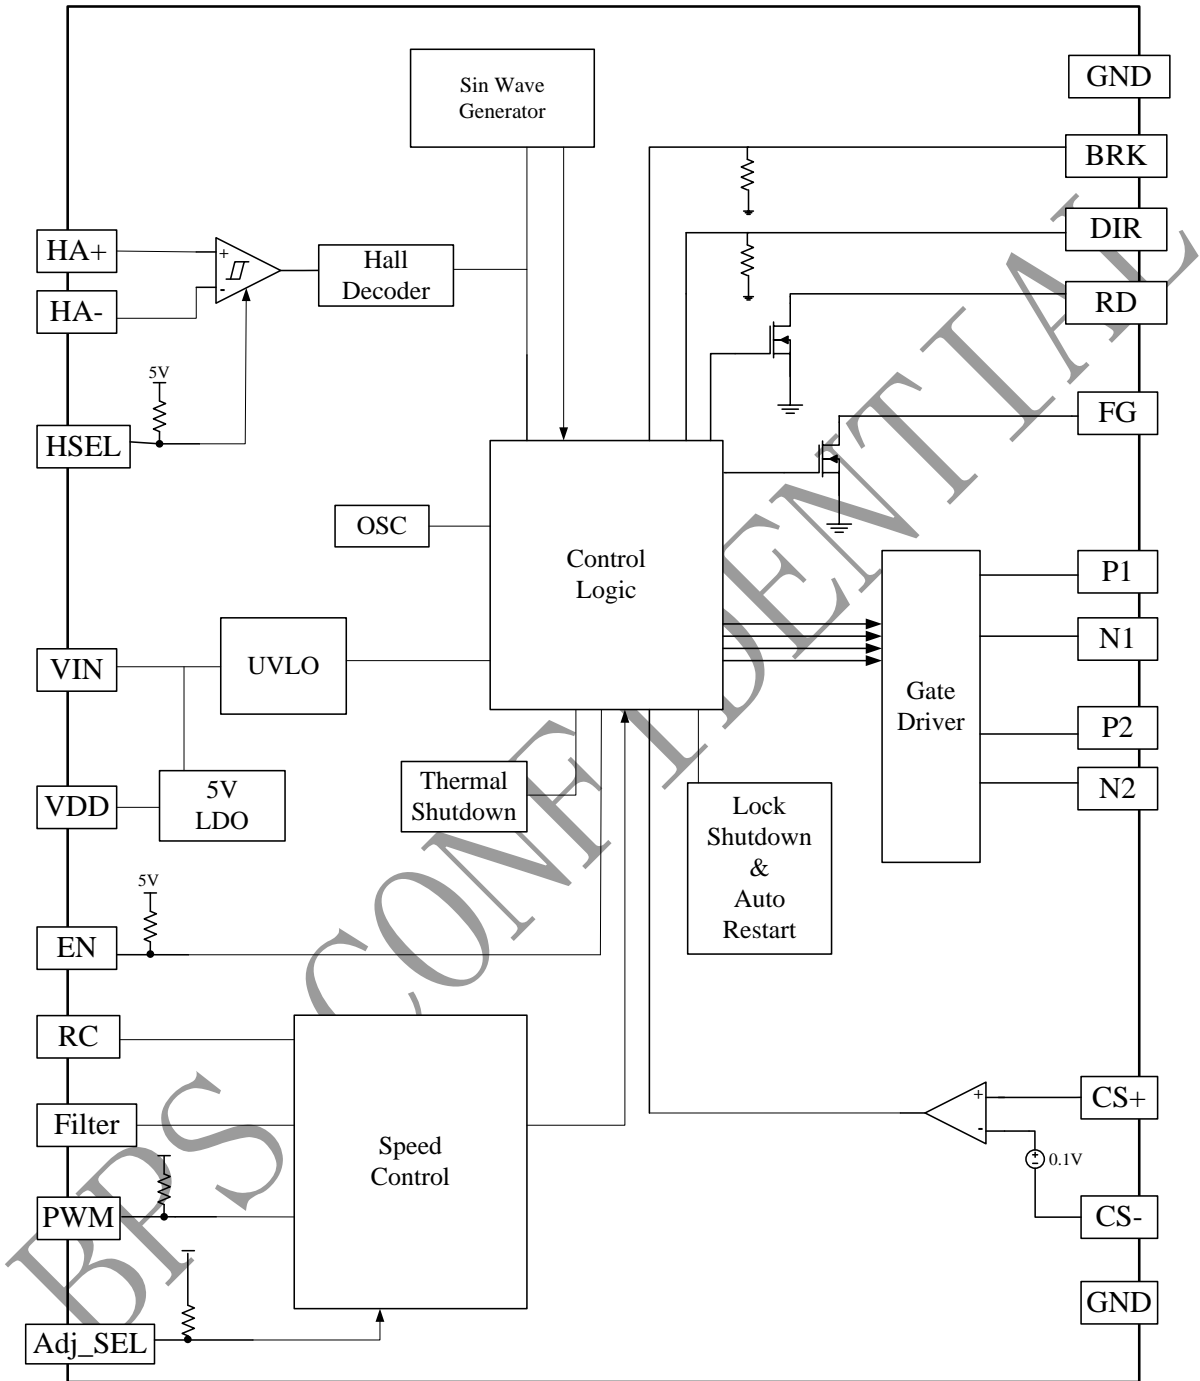 GND
Sin Wave
Generator
BRK
DIR
HA+
Hall
Decoder
HA-
RD
5V
FG
HSEL
OSC
Control
Logic
P1
N1
VIN
UVLO
Gate
Driver
P2
N2
VDD
5V
LDO
Thermal
Shutdown
Lock
Shutdown
&
Auto
Restart
5V
EN
RC
Filter
Speed
Control
CS+
0.1V
PWM
CS-
GND
Adj_SEL
+
-
+
-
BPS CONFIDENTIAL